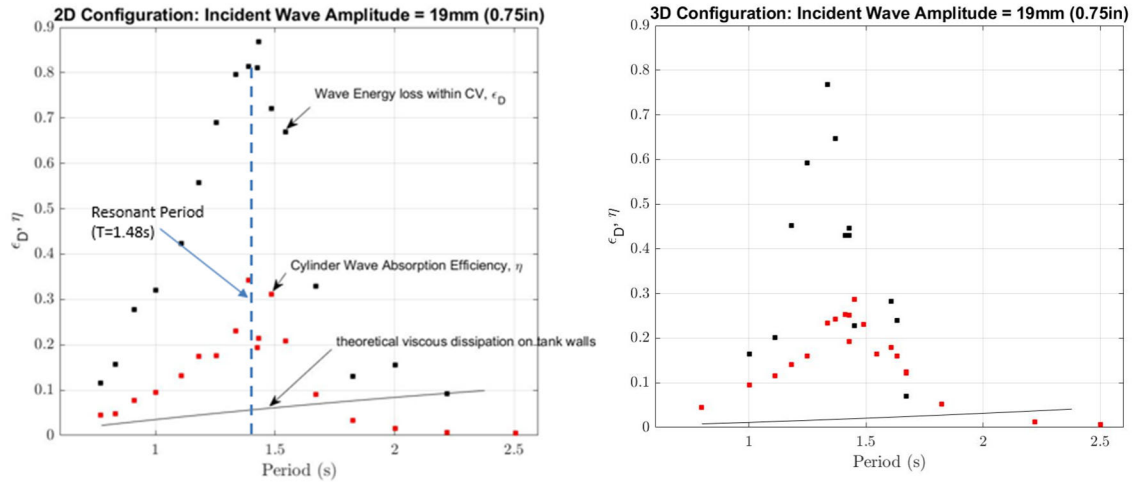 2D Configuration: Incident Wave Amplitude = 19mm (0.75in)
0.9
0.8
0.7
0.6
0.5
0.4
0.3
0.2
0.1
0
ϵD, η
Wave Energy loss within CV, ϵD
Resonant Period
(T=1.48s)
Cylinder Wave Absorption Efficiency, η
theoretical viscous dissipation on tank walls
1
1.5
2
2.5
Period (s)
3D Configuration: Incident Wave Amplitude = 19mm (0.75in)
0.9
0.8
0.7
0.6
0.5
0.4
0.3
0.2
0.1
0
ϵD, η
1
1.5
2
2.5
Period (s)